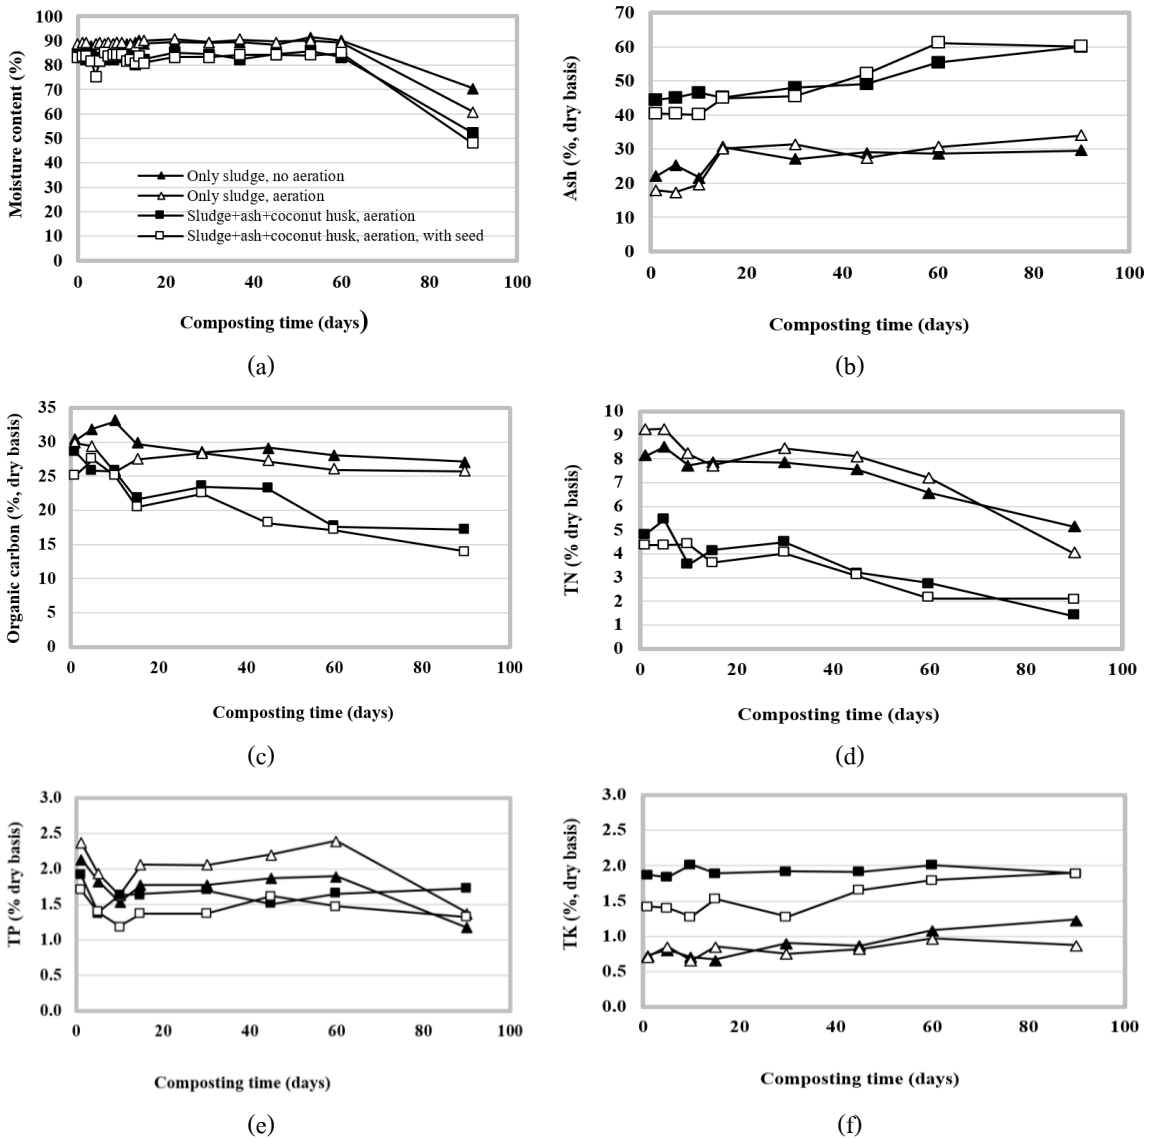 100
90
80
70
60
50
40
30
20
10
0
Moisture content (%)
Only sludge, no aeration
Only sludge, aeration
Sludge+ash+coconut husk, aeration
Sludge+ash+coconut husk, aeration, with seed
0 20 40 60 80 100
Composting time (days)
(a)
70
60
50
40
30
20
10
0
Ash (%, dry basis)
0 20 40 60 80 100
Composting time (days)
(b)
35
30
25
20
15
10
5
0
Organic carbon (%, dry basis)
0 20 40 60 80 100
Composting time (days)
(c)
10
9
8
7
6
5
4
3
2
1
0
TN (% dry basis)
0 20 40 60 80 100
Composting time (days)
(d)
3.0
2.5
2.0
1.5
1.0
0.5
0.0
TP (% dry basis)
0 20 40 60 80 100
Composting time (days)
(e)
3.0
2.5
2.0
1.5
1.0
0.5
0.0
TK (%, dry basis)
0 20 40 60 80 100
Composting time (days)
(f)